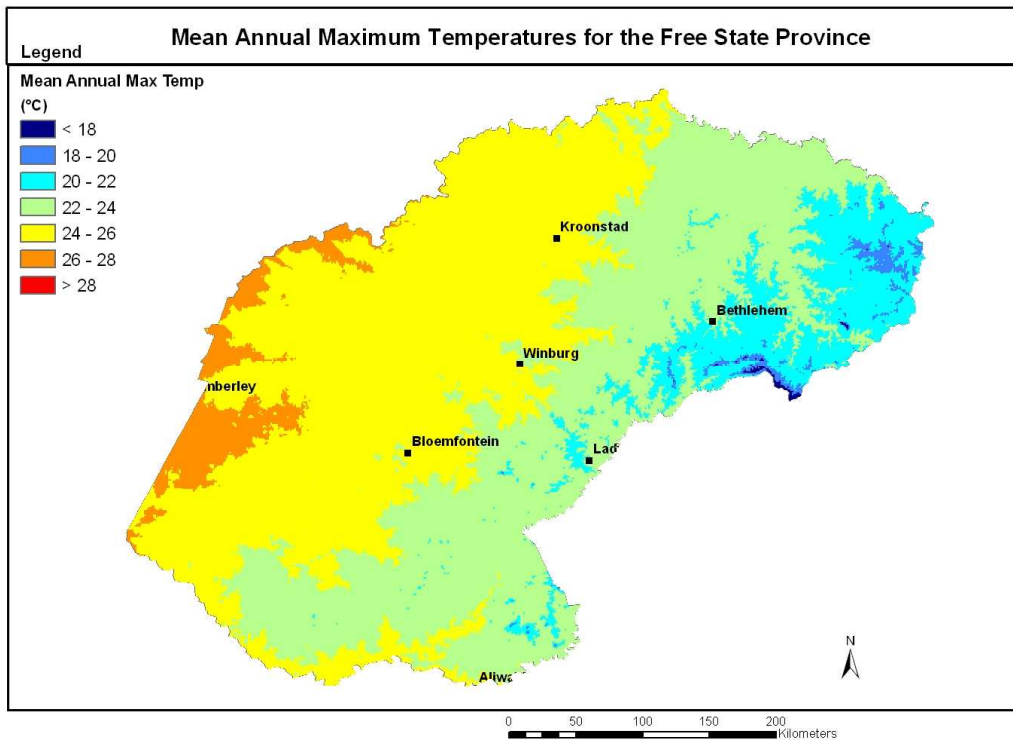 Mean Annual Maximum Temperatures for the Free State Province
Legend
Mean Annual Max Temp
(°C)
< 18
18 - 20
20 - 22
22 - 24
24 - 26
26 - 28
> 28
Kroonstad
Bethlehem
Winburg
mberley
Bloemfontein
Lad
Aliwa
N
0 50 100 150 200
Kilometers